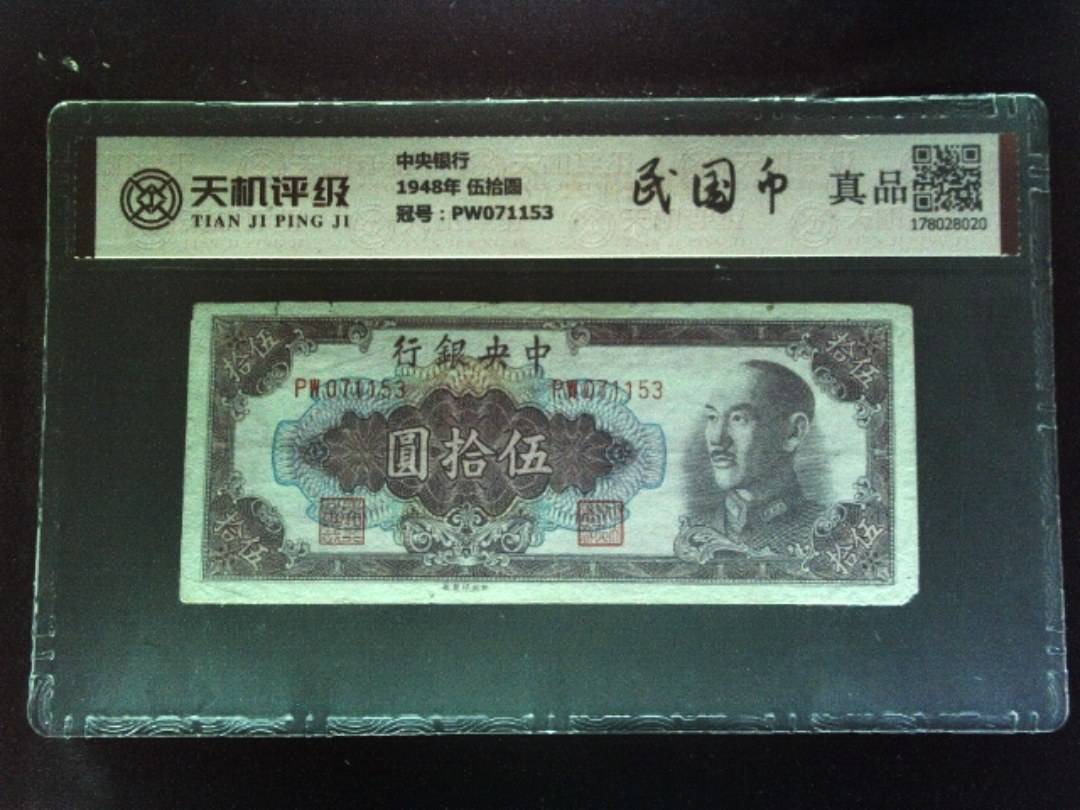 天机评级
TIAN JI PING JI
中央银行
1948年 伍拾圆
冠号：PW071153
民国币
真品
178028020
拾伍
拾伍
行銀央中
PW071153
PW071153
圓拾伍
拾伍
拾伍